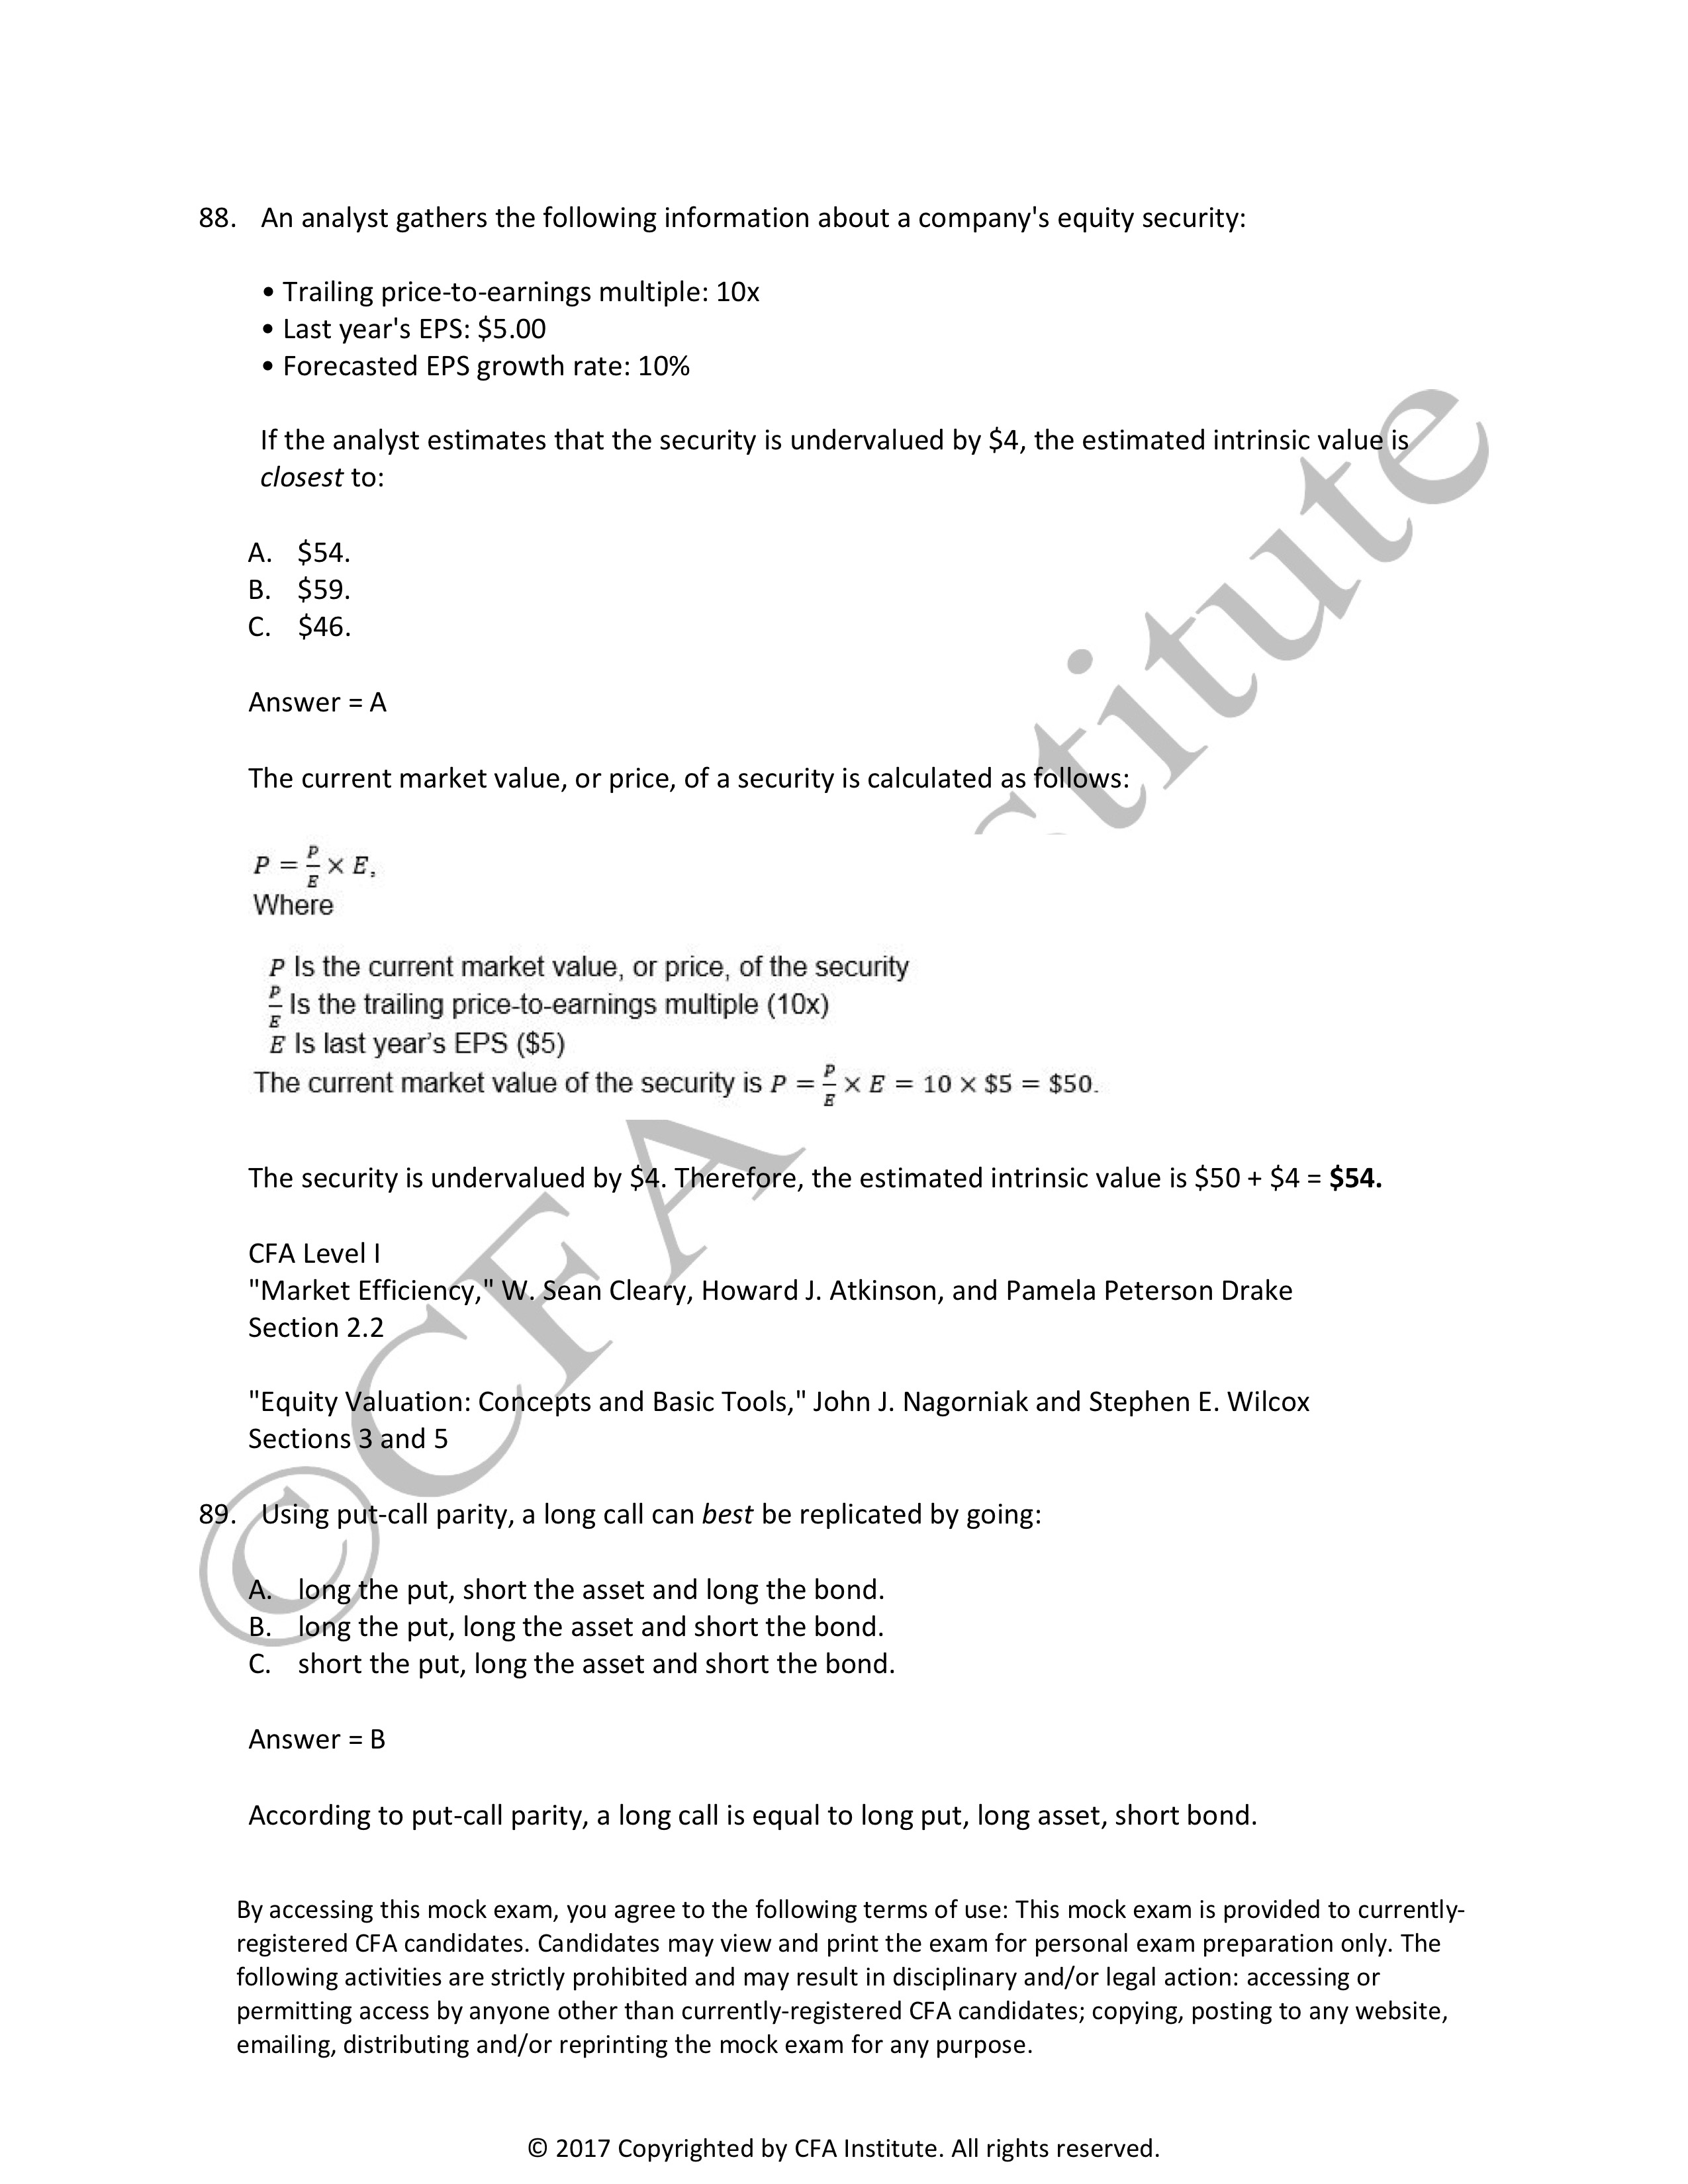 88. An analyst gathers the following information about a company's equity security:
• Trailing price-to-earnings multiple: 10x
• Last year's EPS: $5.00
• Forecasted EPS growth rate: 10%
If the analyst estimates that the security is undervalued by $4, the estimated intrinsic value is
closest to:
A. $54.
B. $59.
C. $46.
Answer = A
The current market value, or price, of a security is calculated as follows:
P = P/E × E,
Where
P Is the current market value, or price, of the security
P/E Is the trailing price-to-earnings multiple (10x)
E Is last year's EPS ($5)
The current market value of the security is P = P/E × E = 10 × $5 = $50.
The security is undervalued by $4. Therefore, the estimated intrinsic value is $50 + $4 = $54.
CFA Level I
"Market Efficiency," W. Sean Cleary, Howard J. Atkinson, and Pamela Peterson Drake
Section 2.2
"Equity Valuation: Concepts and Basic Tools," John J. Nagorniak and Stephen E. Wilcox
Sections 3 and 5
89. Using put-call parity, a long call can best be replicated by going:
A. long the put, short the asset and long the bond.
B. long the put, long the asset and short the bond.
C. short the put, long the asset and short the bond.
Answer = B
According to put-call parity, a long call is equal to long put, long asset, short bond.
By accessing this mock exam, you agree to the following terms of use: This mock exam is provided to currently-
registered CFA candidates. Candidates may view and print the exam for personal exam preparation only. The
following activities are strictly prohibited and may result in disciplinary and/or legal action: accessing or
permitting access by anyone other than currently-registered CFA candidates; copying, posting to any website,
emailing, distributing and/or reprinting the mock exam for any purpose.
© 2017 Copyrighted by CFA Institute. All rights reserved.
© CFA